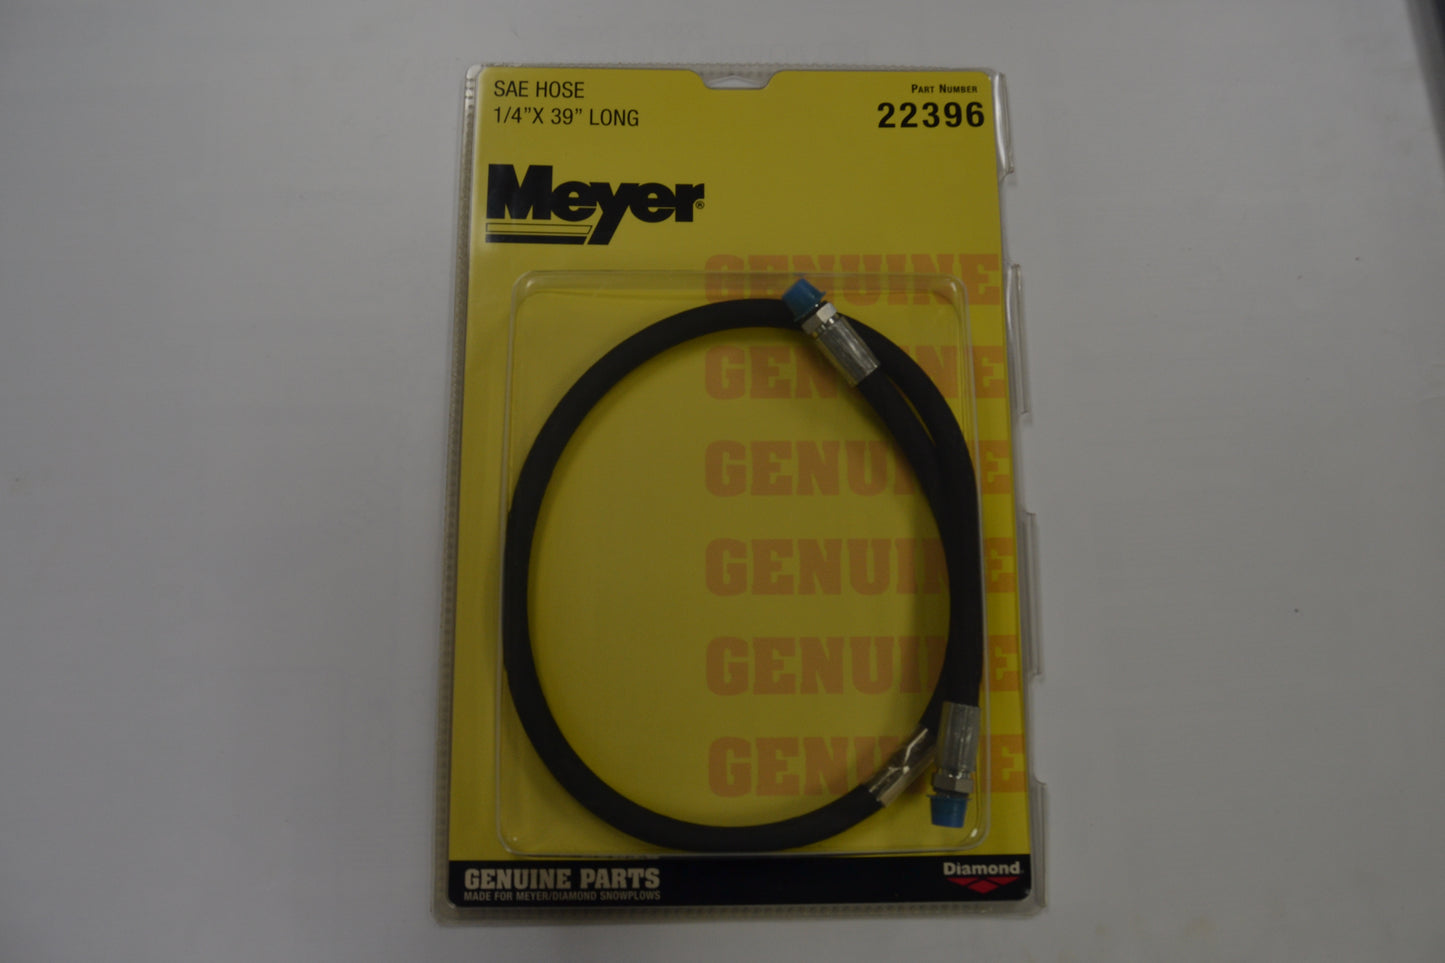 SAE HOSE
1/4”X 39” LONG
PART NUMBER
22396
Meyer®
GENUINE
GENUINE
GENUINE
GENUINE
GENUINE
GENUINE
GENUINE PARTS
MADE FOR MEYER/DIAMOND SNOWPLOWS
Diamond